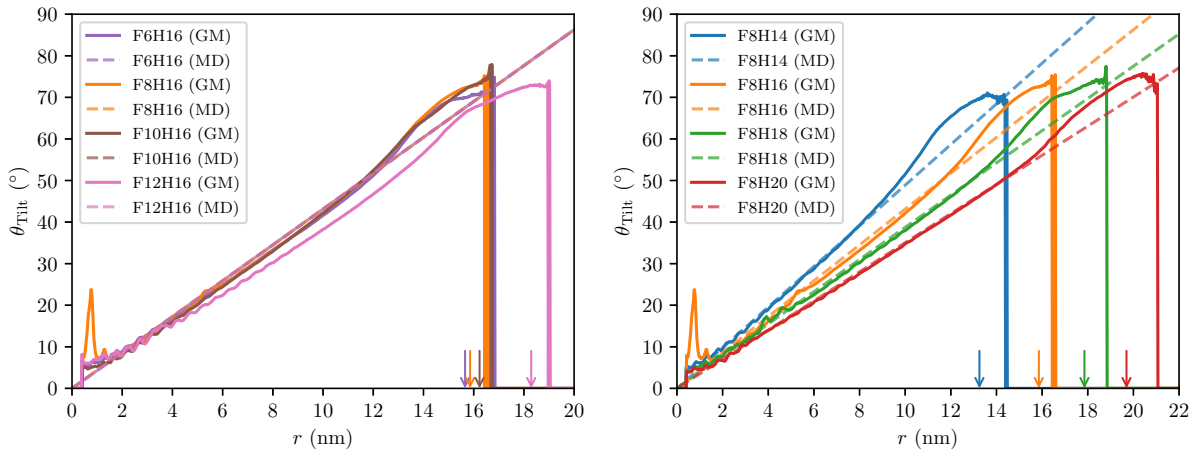 90
80
70
60
50
40
30
20
10
0
θTilt (°)
F6H16 (GM)
F6H16 (MD)
F8H16 (GM)
F8H16 (MD)
F10H16 (GM)
F10H16 (MD)
F12H16 (GM)
F12H16 (MD)
0 2 4 6 8 10 12 14 16 18 20
r (nm)
90
80
70
60
50
40
30
20
10
0
θTilt (°)
F8H14 (GM)
F8H14 (MD)
F8H16 (GM)
F8H16 (MD)
F8H18 (GM)
F8H18 (MD)
F8H20 (GM)
F8H20 (MD)
0 2 4 6 8 10 12 14 16 18 20 22
r (nm)